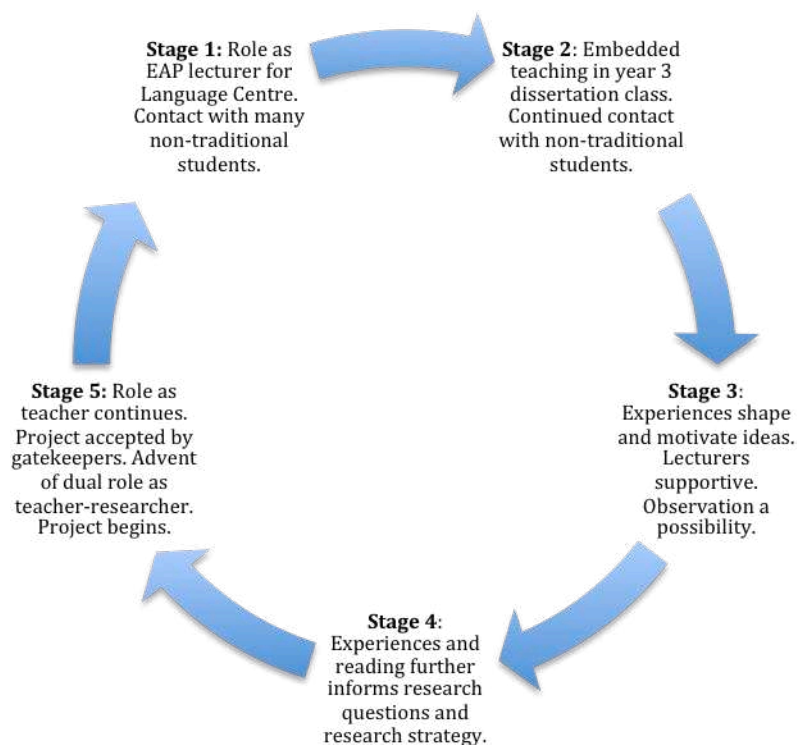 Stage 1: Role as
EAP lecturer for
Language Centre.
Contact with many
non-traditional
students.
Stage 2: Embedded
teaching in year 3
dissertation class.
Continued contact
with non-traditional
students.
Stage 3:
Experiences shape
and motivate ideas.
Lecturers
supportive.
Observation a
possibility.
Stage 4:
Experiences and
reading further
informs research
questions and
research strategy.
Stage 5: Role as
teacher continues.
Project accepted by
gatekeepers. Advent
of dual role as
teacher-researcher.
Project begins.